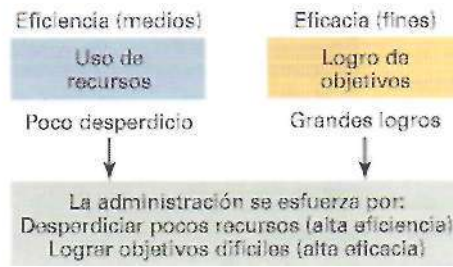 Eficiencia (medios)
Uso de
recursos
Poco desperdicio
Eficacia (fines)
Logro de
objetivos
Grandes logros
La administración se esfuerza por:
Desperdiciar pocos recursos (alta eficiencia)
Lograr objetivos difíciles (alta eficacia)